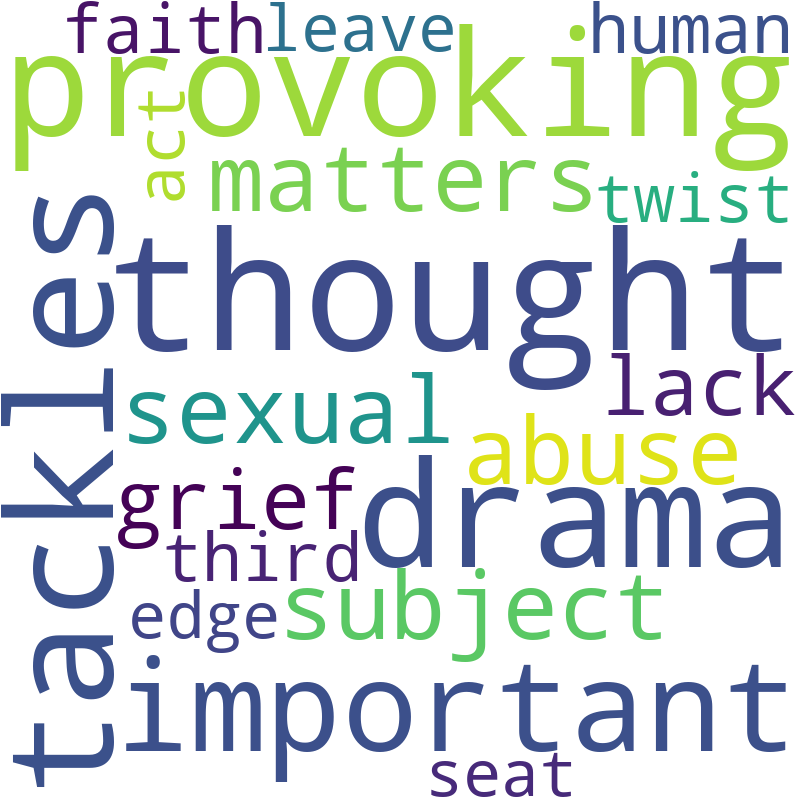 faith leave human
provoking
act
matters
twist
tackles
thought
lack
sexual
abuse
grief
drama
third
subject
edge
important
seat